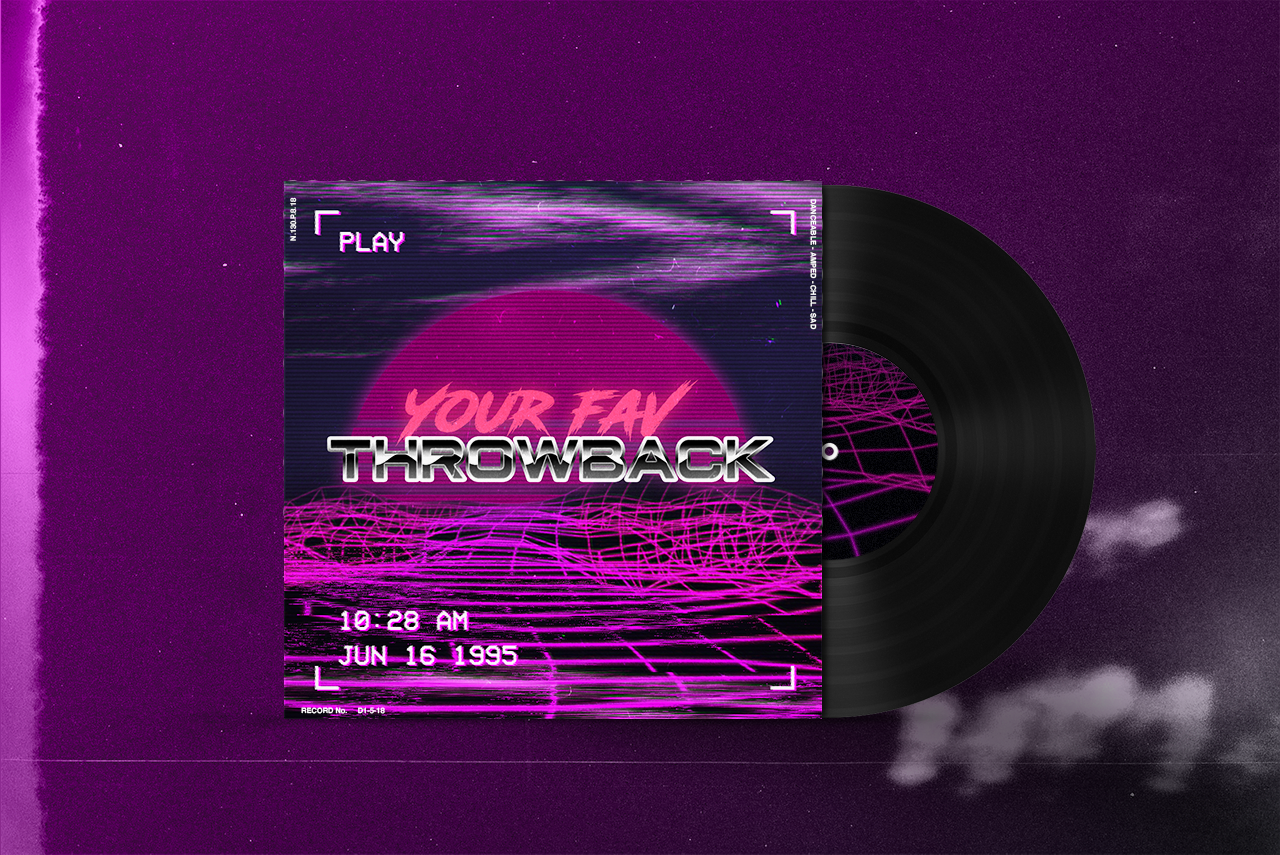 N.130.P.8.18
PLAY
DANCEABLE - AMPED - CHILL - SAD
YOUR FAV
THROWBACK
10:28 AM
JUN 16 1995
RECORD No. D1-5-18